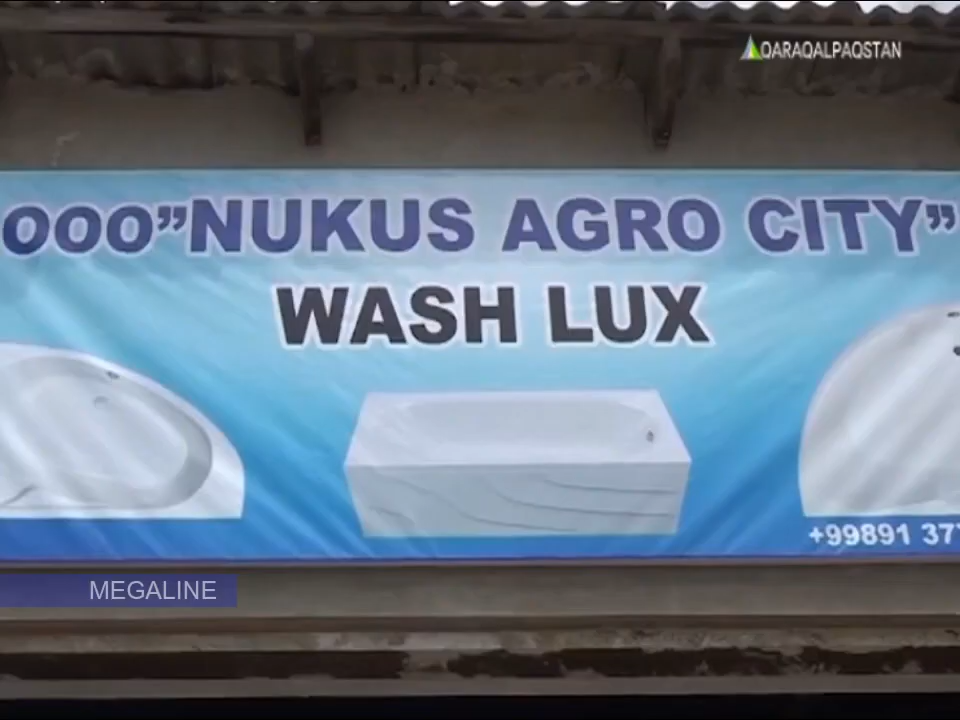 QARAQALPAQSTAN
OOO”NUKUS AGRO CITY”
WASH LUX
+99891 37
MEGALINE